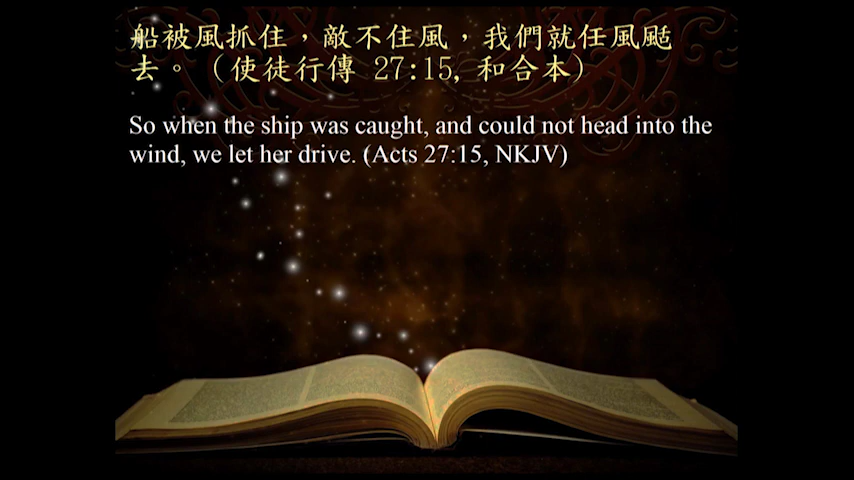 船被風抓住，敵不住風，我們就任風颳
去。（使徒行傳 27:15, 和合本）
So when the ship was caught, and could not head into the
wind, we let her drive. (Acts 27:15, NKJV)